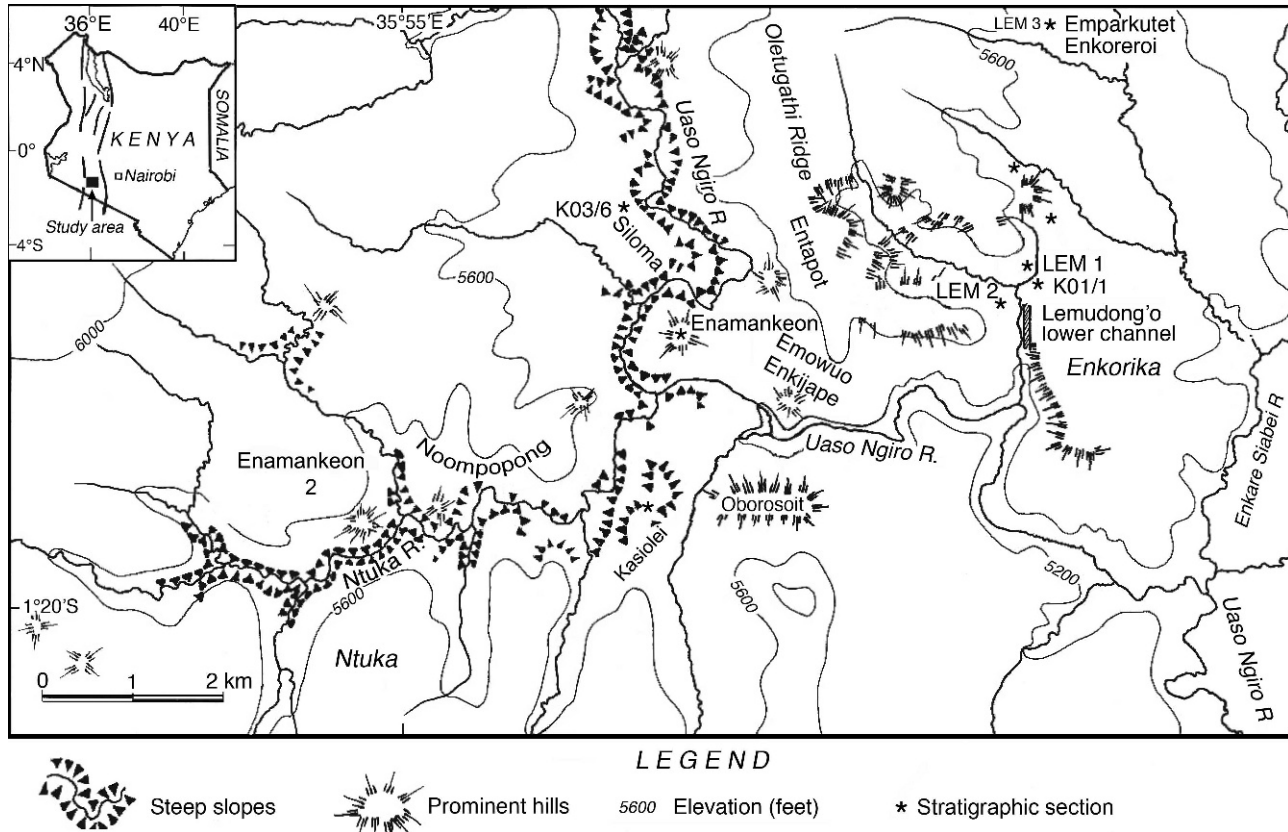 36°E
40°E
4°N
0°
4°S
KENYA
SOMALIA
Nairobi
Study area
35°55'E
LEM 3 * Emparkutet
Enkoreroi
5600
Oletugathi Ridge
Uaso Ngiro R
K03/6 *
Siloma
Entapot
5600
6000
LEM 1
LEM 2
K01/1
Lemudong'o
lower channel
Enamankeon
Emowuo
Enkijape
Enkorika
Enkare Siabei R
Uaso Ngiro R.
Noompopong
Enamankeon
2
Oborosoit
Kasiolei
Ntuka R.
5600
5600
5200
1°20'S
Ntuka
Uaso Ngiro R
0 1 2 km
LEGEND
Steep slopes
Prominent hills
5600 Elevation (feet)
* Stratigraphic section